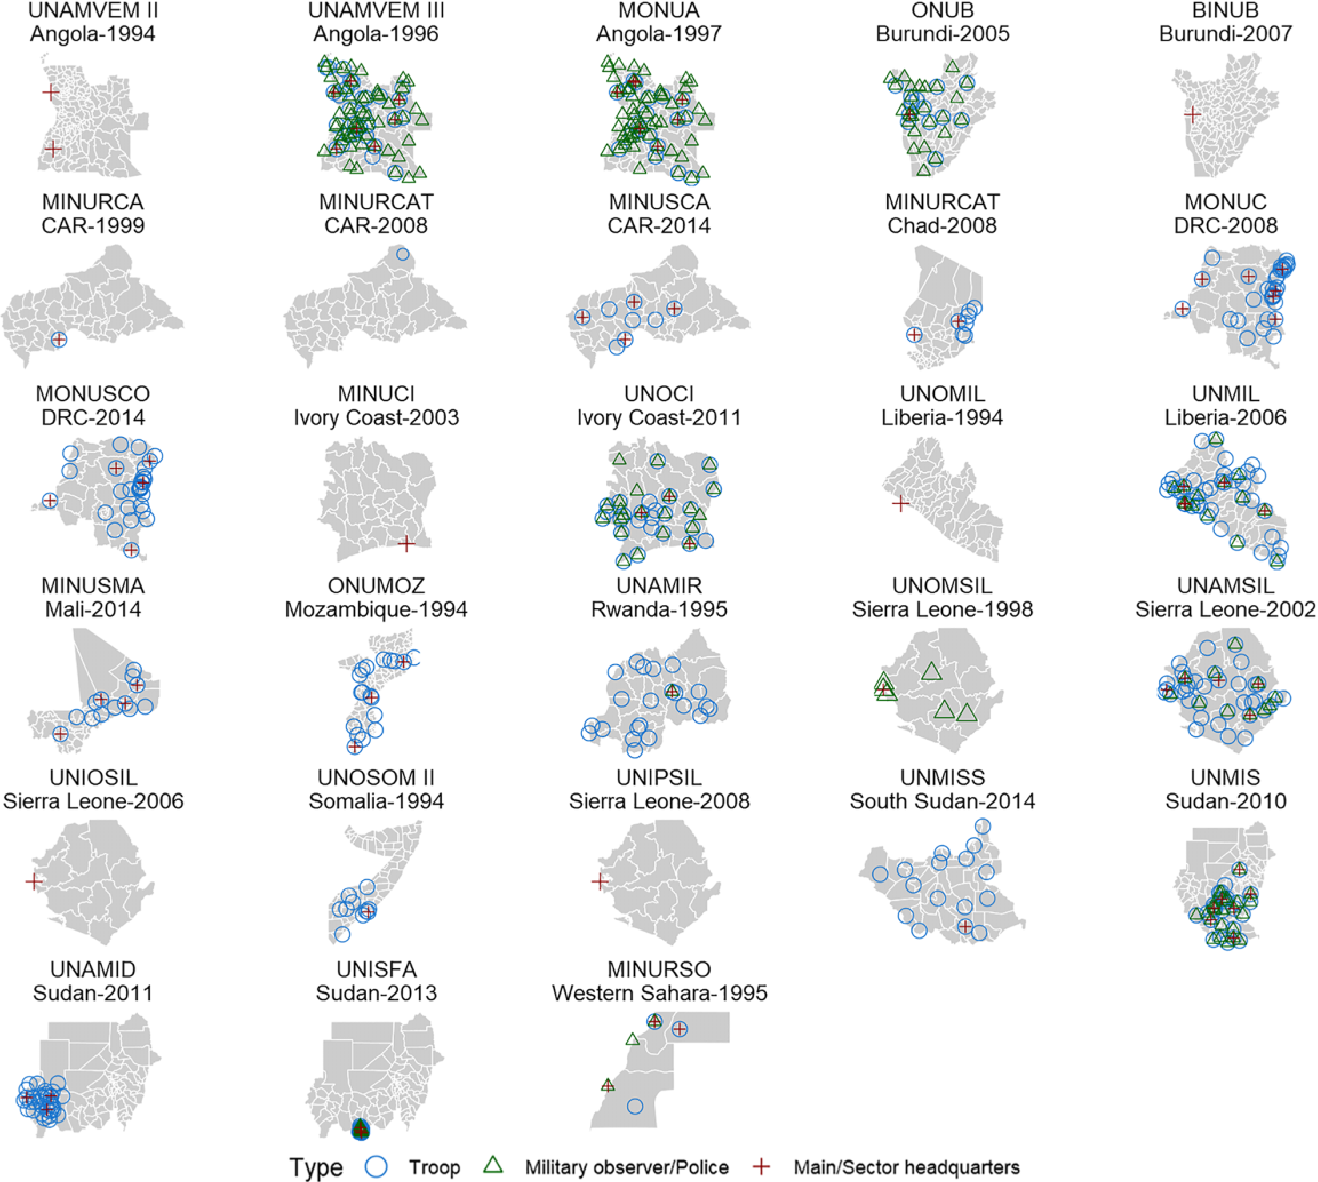 UNAMVEM II
Angola-1994
UNAMVEM III
Angola-1996
MONUA
Angola-1997
ONUB
Burundi-2005
BINUB
Burundi-2007
MINURCA
CAR-1999
MINURCAT
CAR-2008
MINUSCA
CAR-2014
MINURCAT
Chad-2008
MONUC
DRC-2008
MONUSCO
DRC-2014
MINUCI
Ivory Coast-2003
UNOCI
Ivory Coast-2011
UNOMIL
Liberia-1994
UNMIL
Liberia-2006
MINUSMA
Mali-2014
ONUMOZ
Mozambique-1994
UNAMIR
Rwanda-1995
UNOMSIL
Sierra Leone-1998
UNAMSIL
Sierra Leone-2002
UNIOSIL
Sierra Leone-2006
UNOSOM II
Somalia-1994
UNIPSIL
Sierra Leone-2008
UNMISS
South Sudan-2014
UNMIS
Sudan-2010
UNAMID
Sudan-2011
UNISFA
Sudan-2013
MINURSO
Western Sahara-1995
Type Troop Military observer/Police Main/Sector headquarters